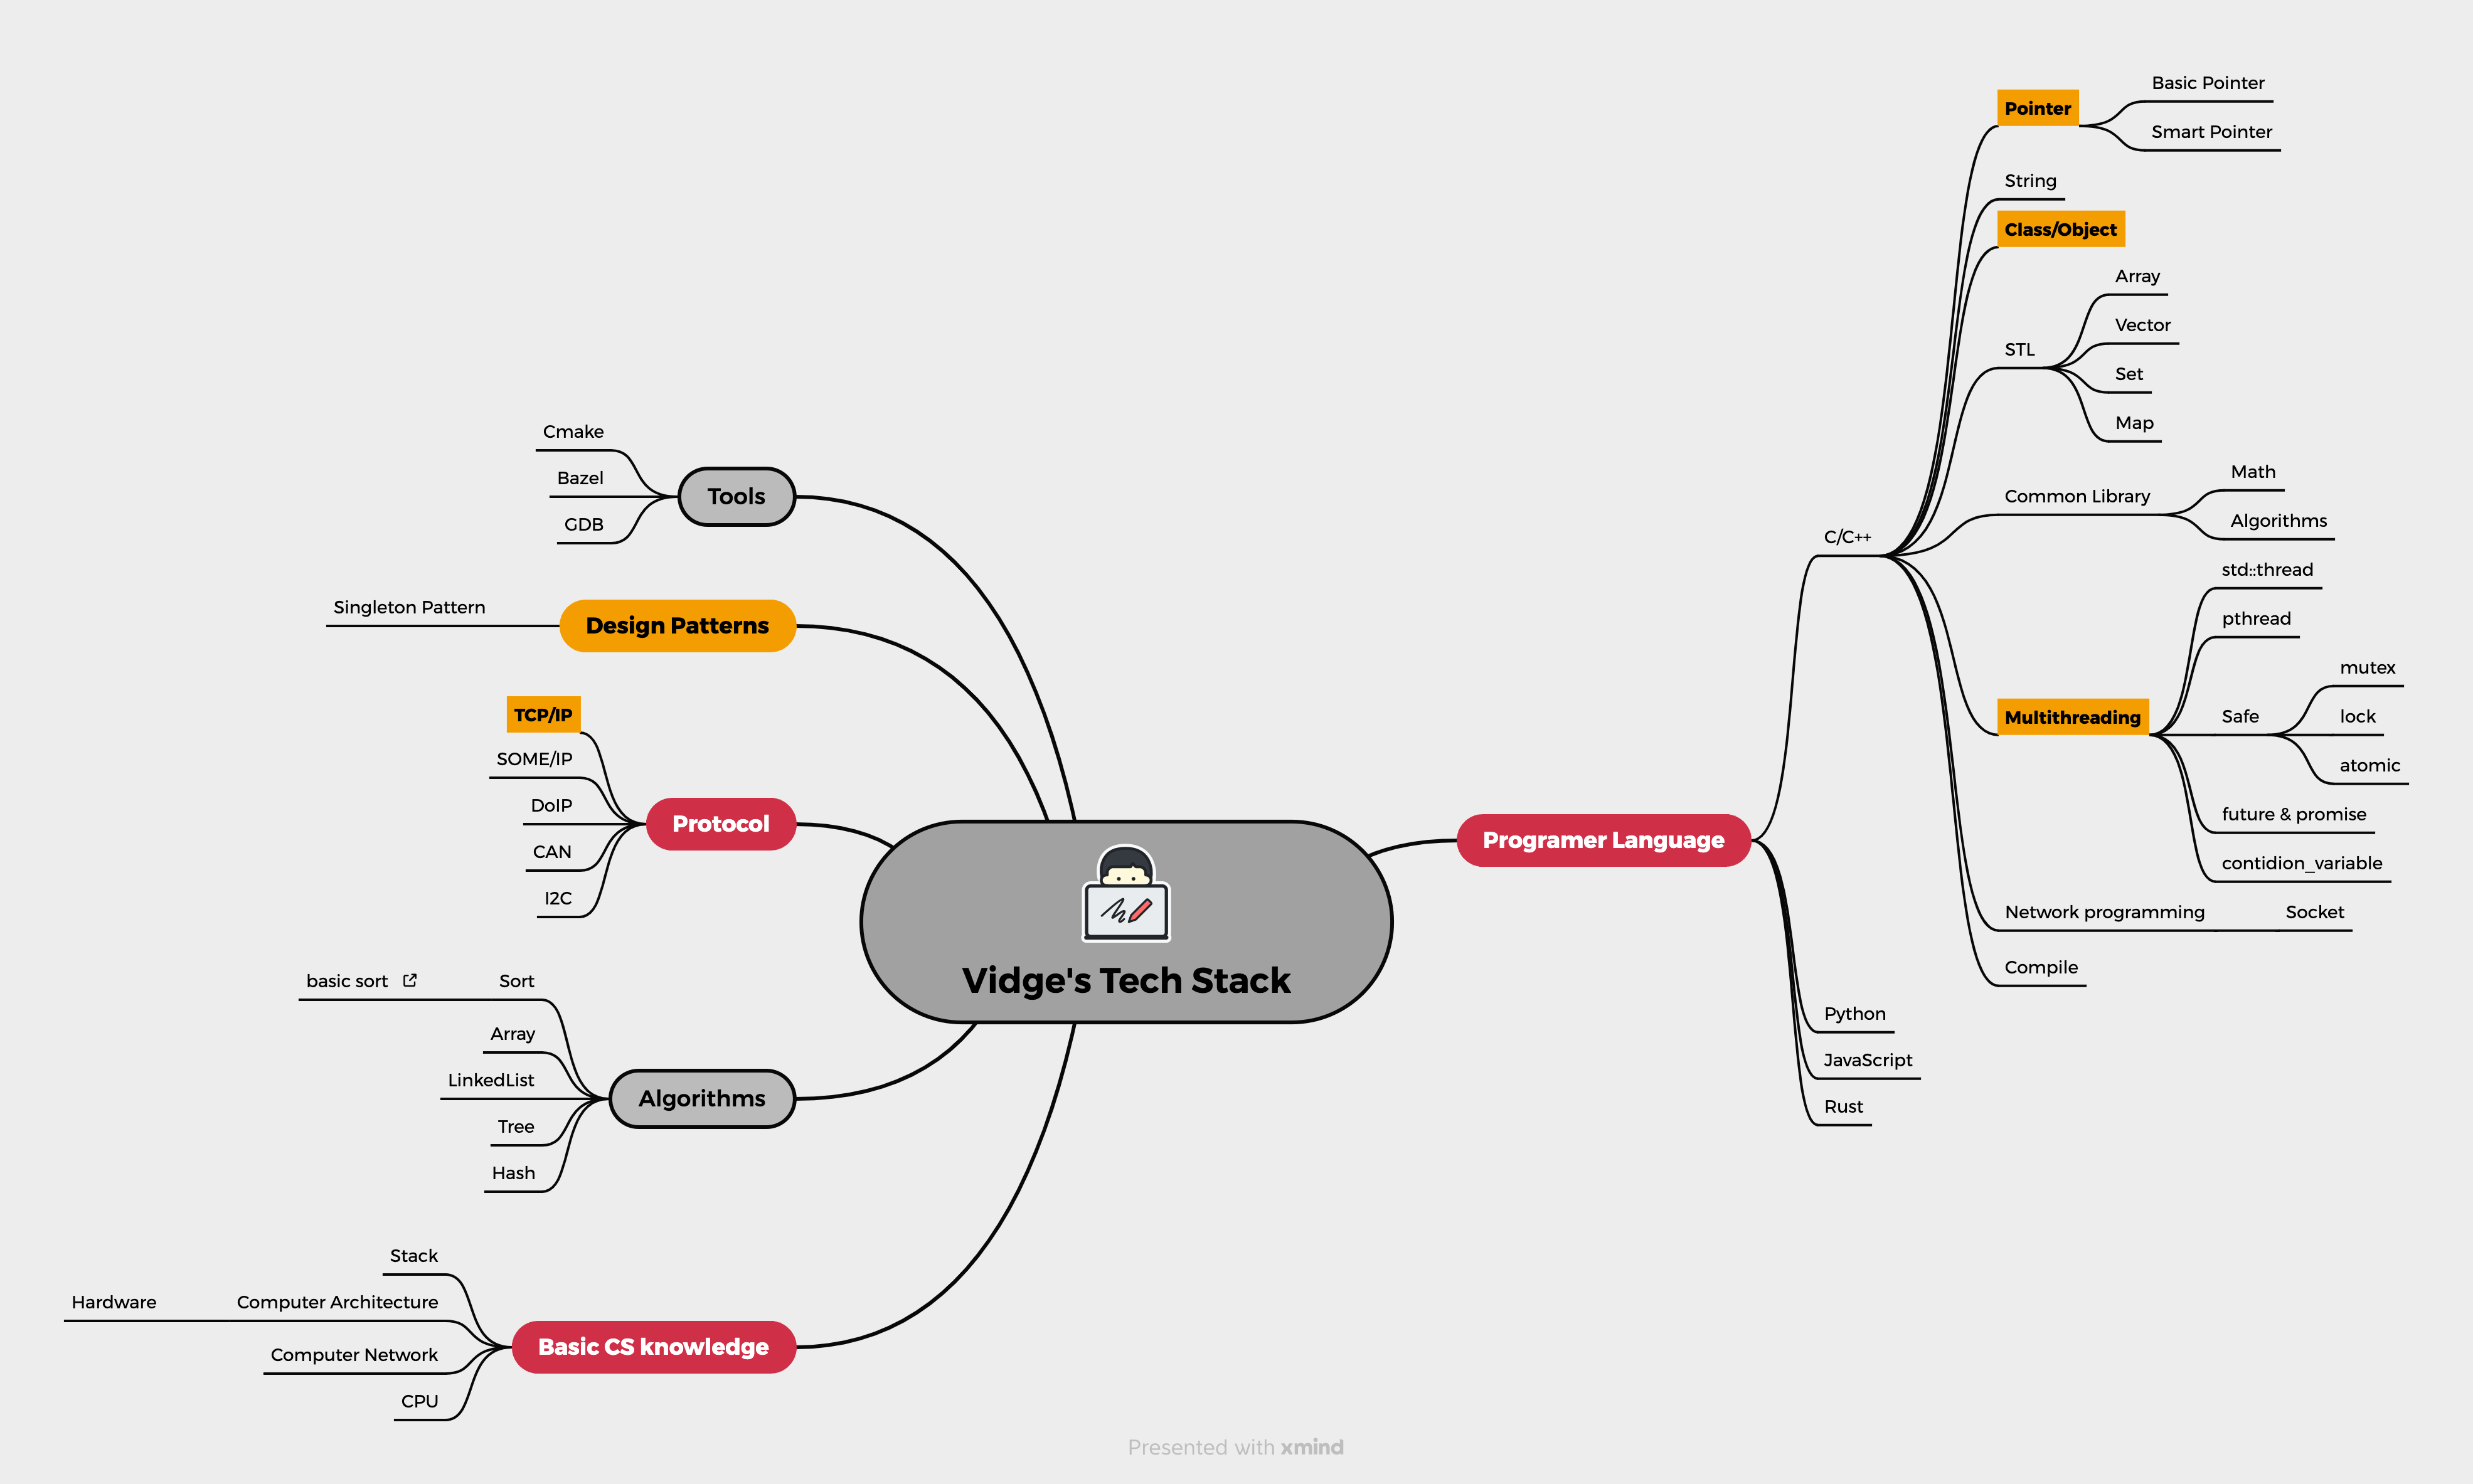 Vidge's Tech Stack
Programer Language
C/C++
Pointer
Basic Pointer
Smart Pointer
String
Class/Object
STL
Array
Vector
Set
Map
Common Library
Math
Algorithms
Multithreading
std::thread
pthread
Safe
mutex
lock
atomic
future & promise
contidion_variable
Network programming
Socket
Compile
Python
JavaScript
Rust
Tools
Cmake
Bazel
GDB
Design Patterns
Singleton Pattern
Protocol
TCP/IP
SOME/IP
DoIP
CAN
I2C
Algorithms
Sort
basic sort
Array
LinkedList
Tree
Hash
Basic CS knowledge
Stack
Computer Architecture
Hardware
Computer Network
CPU
Presented with xmind